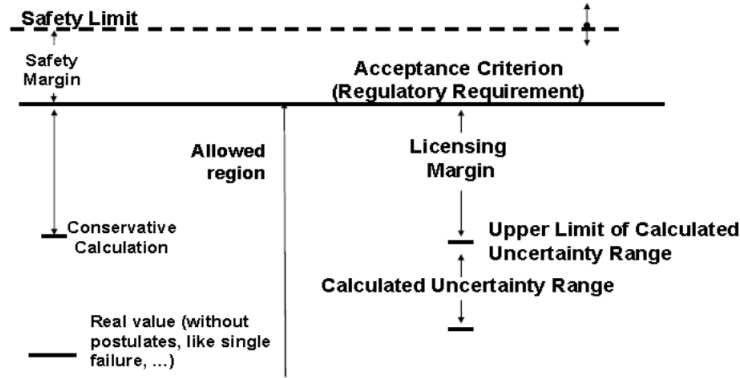 Safety Limit
Safety
Margin
Acceptance Criterion
(Regulatory Requirement)
Allowed
region
Licensing
Margin
Conservative
Calculation
Upper Limit of Calculated
Uncertainty Range
Calculated Uncertainty Range
Real value (without
postulates, like single
failure, ...)